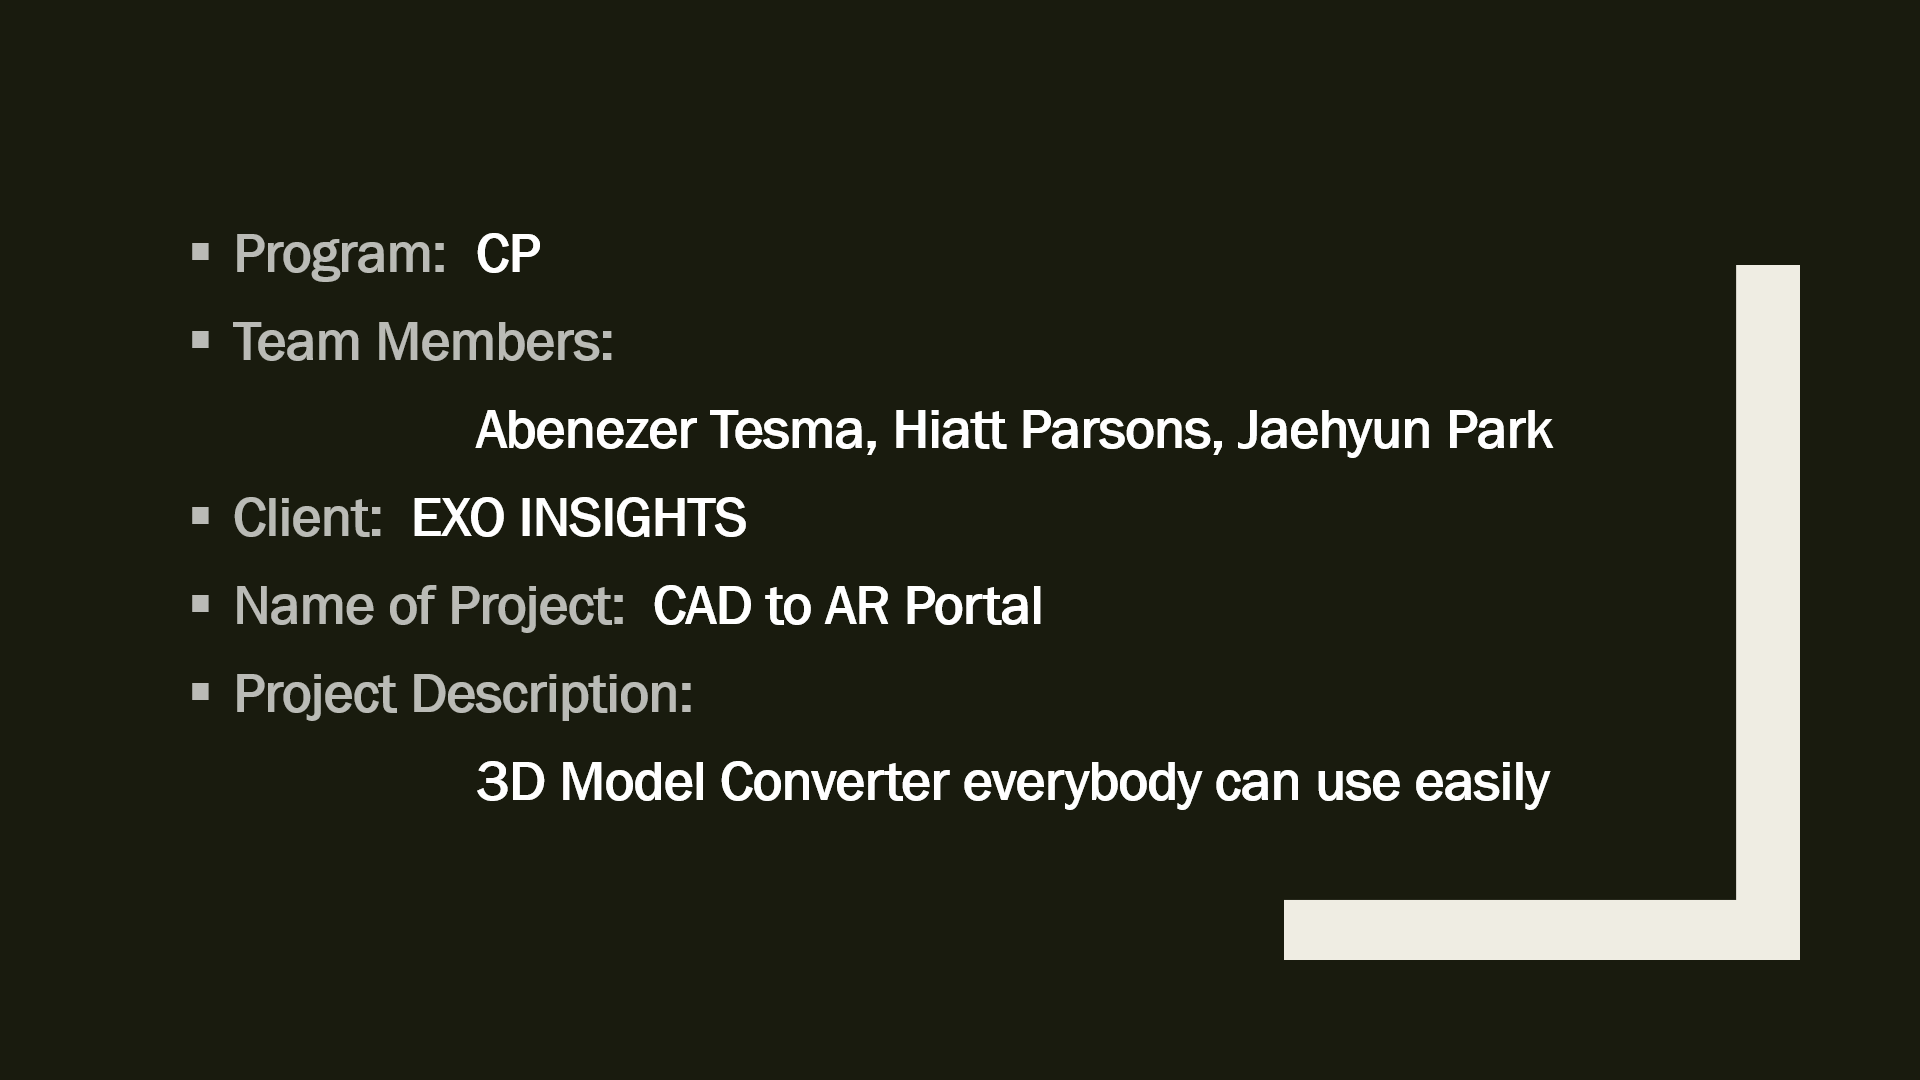 ▪ Program: CP
▪ Team Members:
Abenezer Tesma, Hiatt Parsons, Jaehyun Park
▪ Client: EXO INSIGHTS
▪ Name of Project: CAD to AR Portal
▪ Project Description:
3D Model Converter everybody can use easily